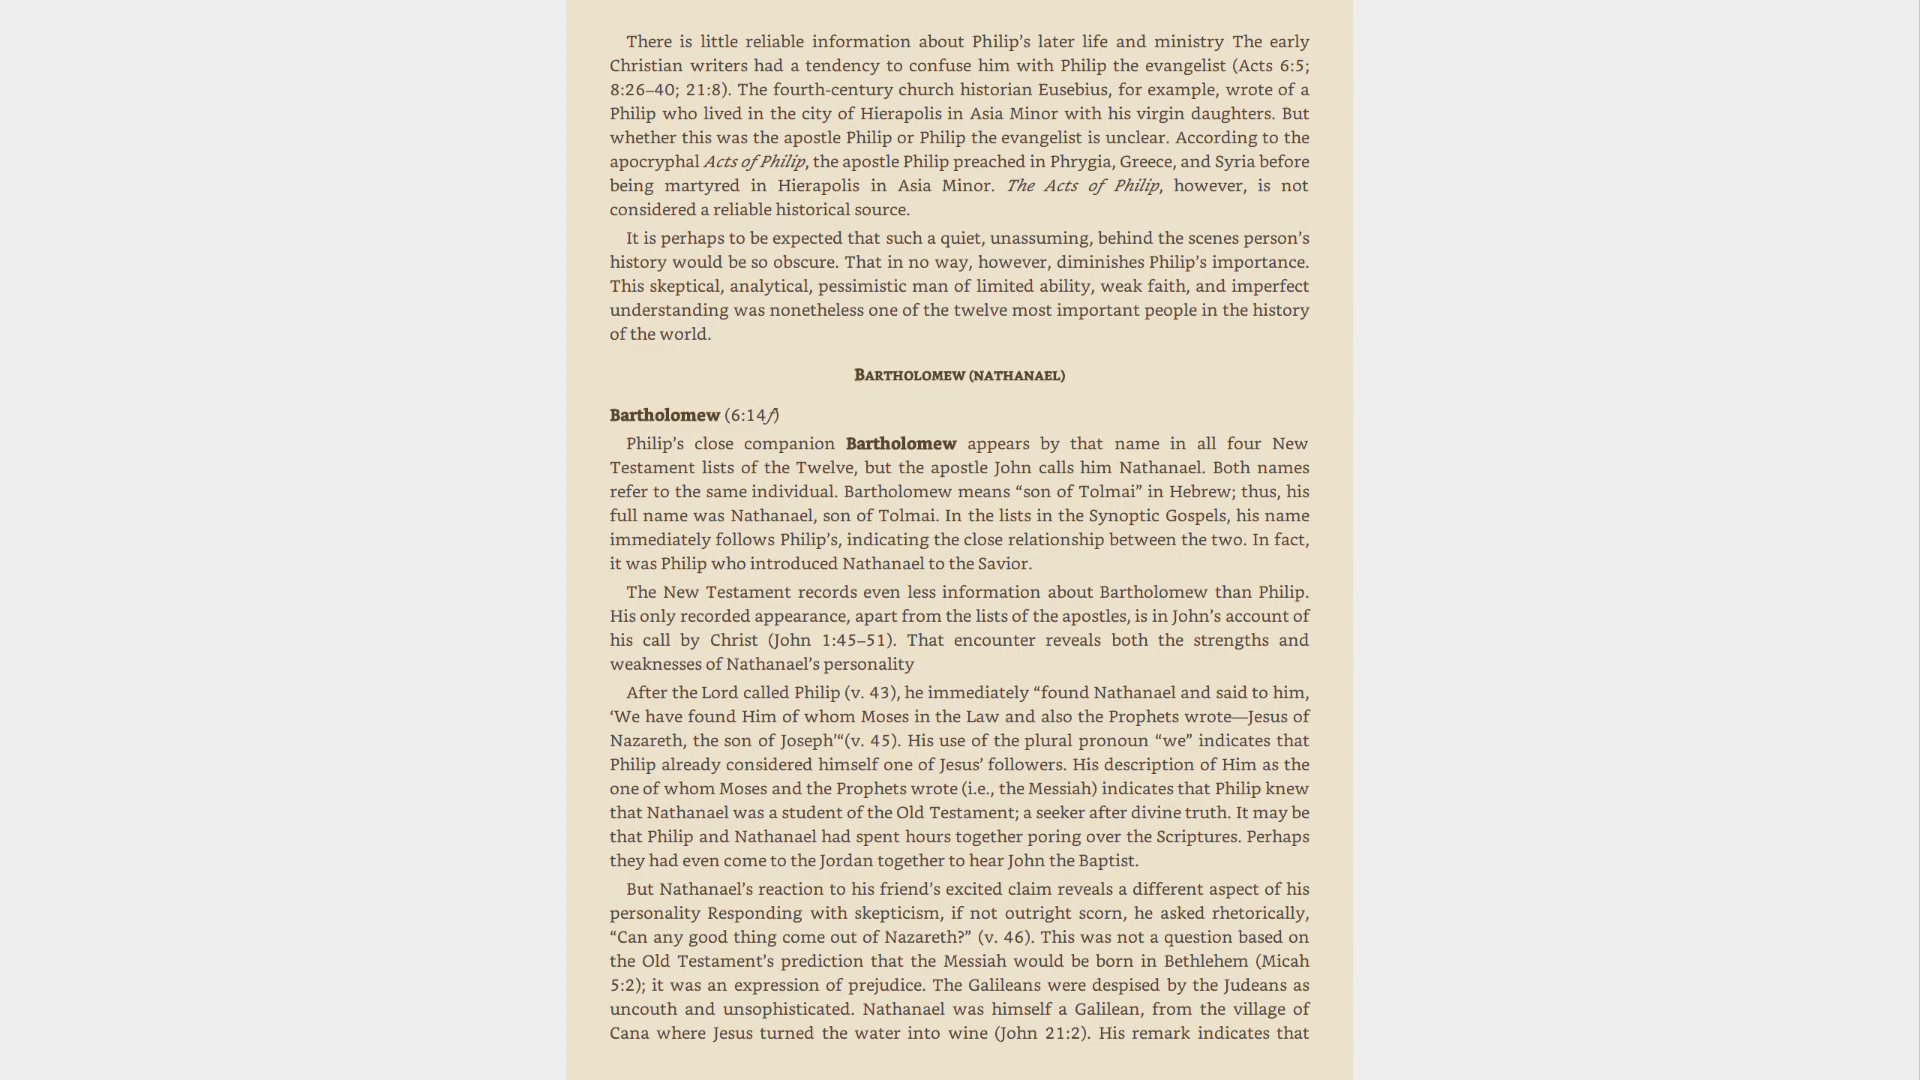 There is little reliable information about Philip’s later life and ministry The early
Christian writers had a tendency to confuse him with Philip the evangelist (Acts 6:5;
8:26–40; 21:8). The fourth-century church historian Eusebius, for example, wrote of a
Philip who lived in the city of Hierapolis in Asia Minor with his virgin daughters. But
whether this was the apostle Philip or Philip the evangelist is unclear. According to the
apocryphal Acts of Philip, the apostle Philip preached in Phrygia, Greece, and Syria before
being martyred in Hierapolis in Asia Minor. The Acts of Philip, however, is not
considered a reliable historical source.
It is perhaps to be expected that such a quiet, unassuming, behind the scenes person’s
history would be so obscure. That in no way, however, diminishes Philip’s importance.
This skeptical, analytical, pessimistic man of limited ability, weak faith, and imperfect
understanding was nonetheless one of the twelve most important people in the history
of the world.
BARTHOLOMEW (NATHANAEL)
Bartholomew (6:14f)
Philip’s close companion Bartholomew appears by that name in all four New
Testament lists of the Twelve, but the apostle John calls him Nathanael. Both names
refer to the same individual. Bartholomew means “son of Tolmai” in Hebrew; thus, his
full name was Nathanael, son of Tolmai. In the lists in the Synoptic Gospels, his name
immediately follows Philip’s, indicating the close relationship between the two. In fact,
it was Philip who introduced Nathanael to the Savior.
The New Testament records even less information about Bartholomew than Philip.
His only recorded appearance, apart from the lists of the apostles, is in John’s account of
his call by Christ (John 1:45–51). That encounter reveals both the strengths and
weaknesses of Nathanael’s personality
After the Lord called Philip (v. 43), he immediately “found Nathanael and said to him,
‘We have found Him of whom Moses in the Law and also the Prophets wrote—Jesus of
Nazareth, the son of Joseph’“(v. 45). His use of the plural pronoun “we” indicates that
Philip already considered himself one of Jesus’ followers. His description of Him as the
one of whom Moses and the Prophets wrote (i.e., the Messiah) indicates that Philip knew
that Nathanael was a student of the Old Testament; a seeker after divine truth. It may be
that Philip and Nathanael had spent hours together poring over the Scriptures. Perhaps
they had even come to the Jordan together to hear John the Baptist.
But Nathanael’s reaction to his friend’s excited claim reveals a different aspect of his
personality Responding with skepticism, if not outright scorn, he asked rhetorically,
“Can any good thing come out of Nazareth?” (v. 46). This was not a question based on
the Old Testament’s prediction that the Messiah would be born in Bethlehem (Micah
5:2); it was an expression of prejudice. The Galileans were despised by the Judeans as
uncouth and unsophisticated. Nathanael was himself a Galilean, from the village of
Cana where Jesus turned the water into wine (John 21:2). His remark indicates that